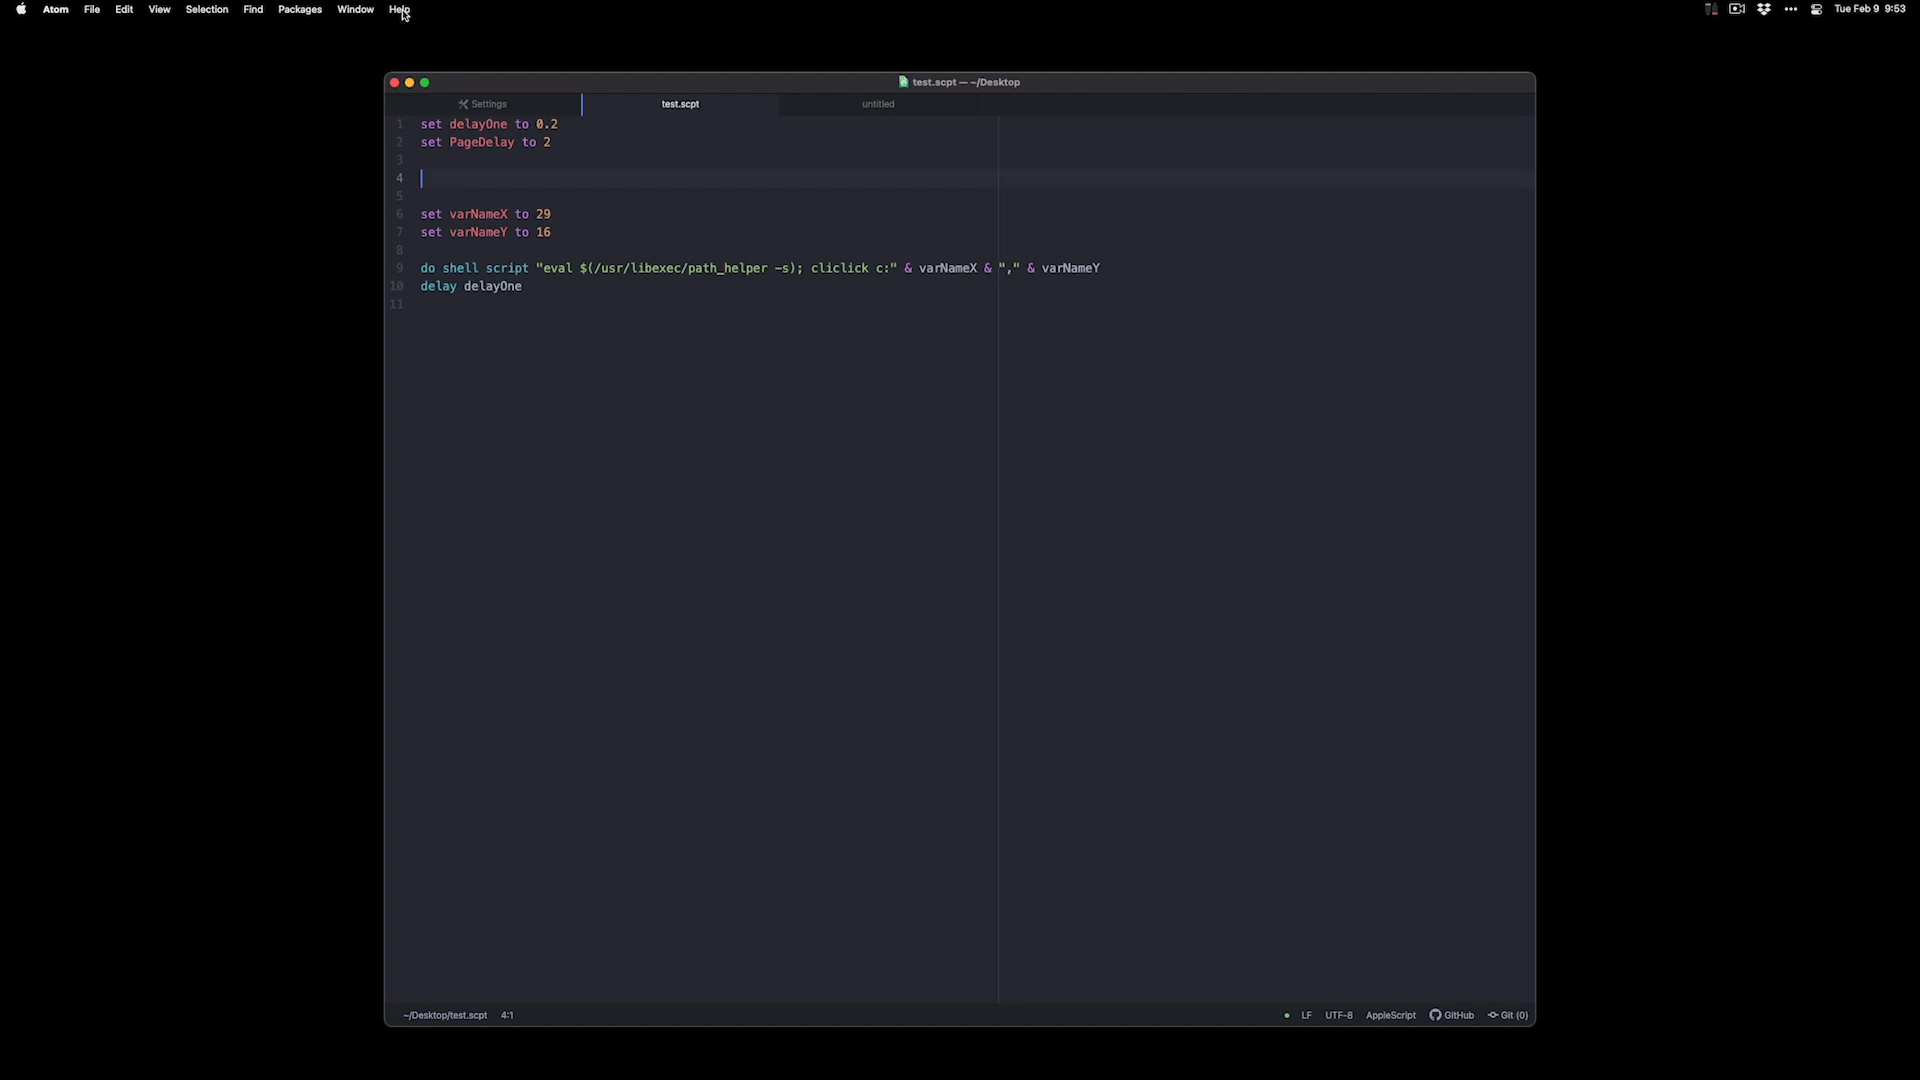 Atom File Edit View Selection Find Packages Window Help Tue Feb 9 9:53
test.scpt — ~/Desktop
Settings test.scpt untitled
1 set delayOne to 0.2
2 set PageDelay to 2
3
4
5
6 set varNameX to 29
7 set varNameY to 16
8
9 do shell script "eval $(/usr/libexec/path_helper -s); cliclick c:" & varNameX & "," & varNameY
10 delay delayOne
11
~/Desktop/test.scpt 4:1 LF UTF-8 AppleScript GitHub Git (0)